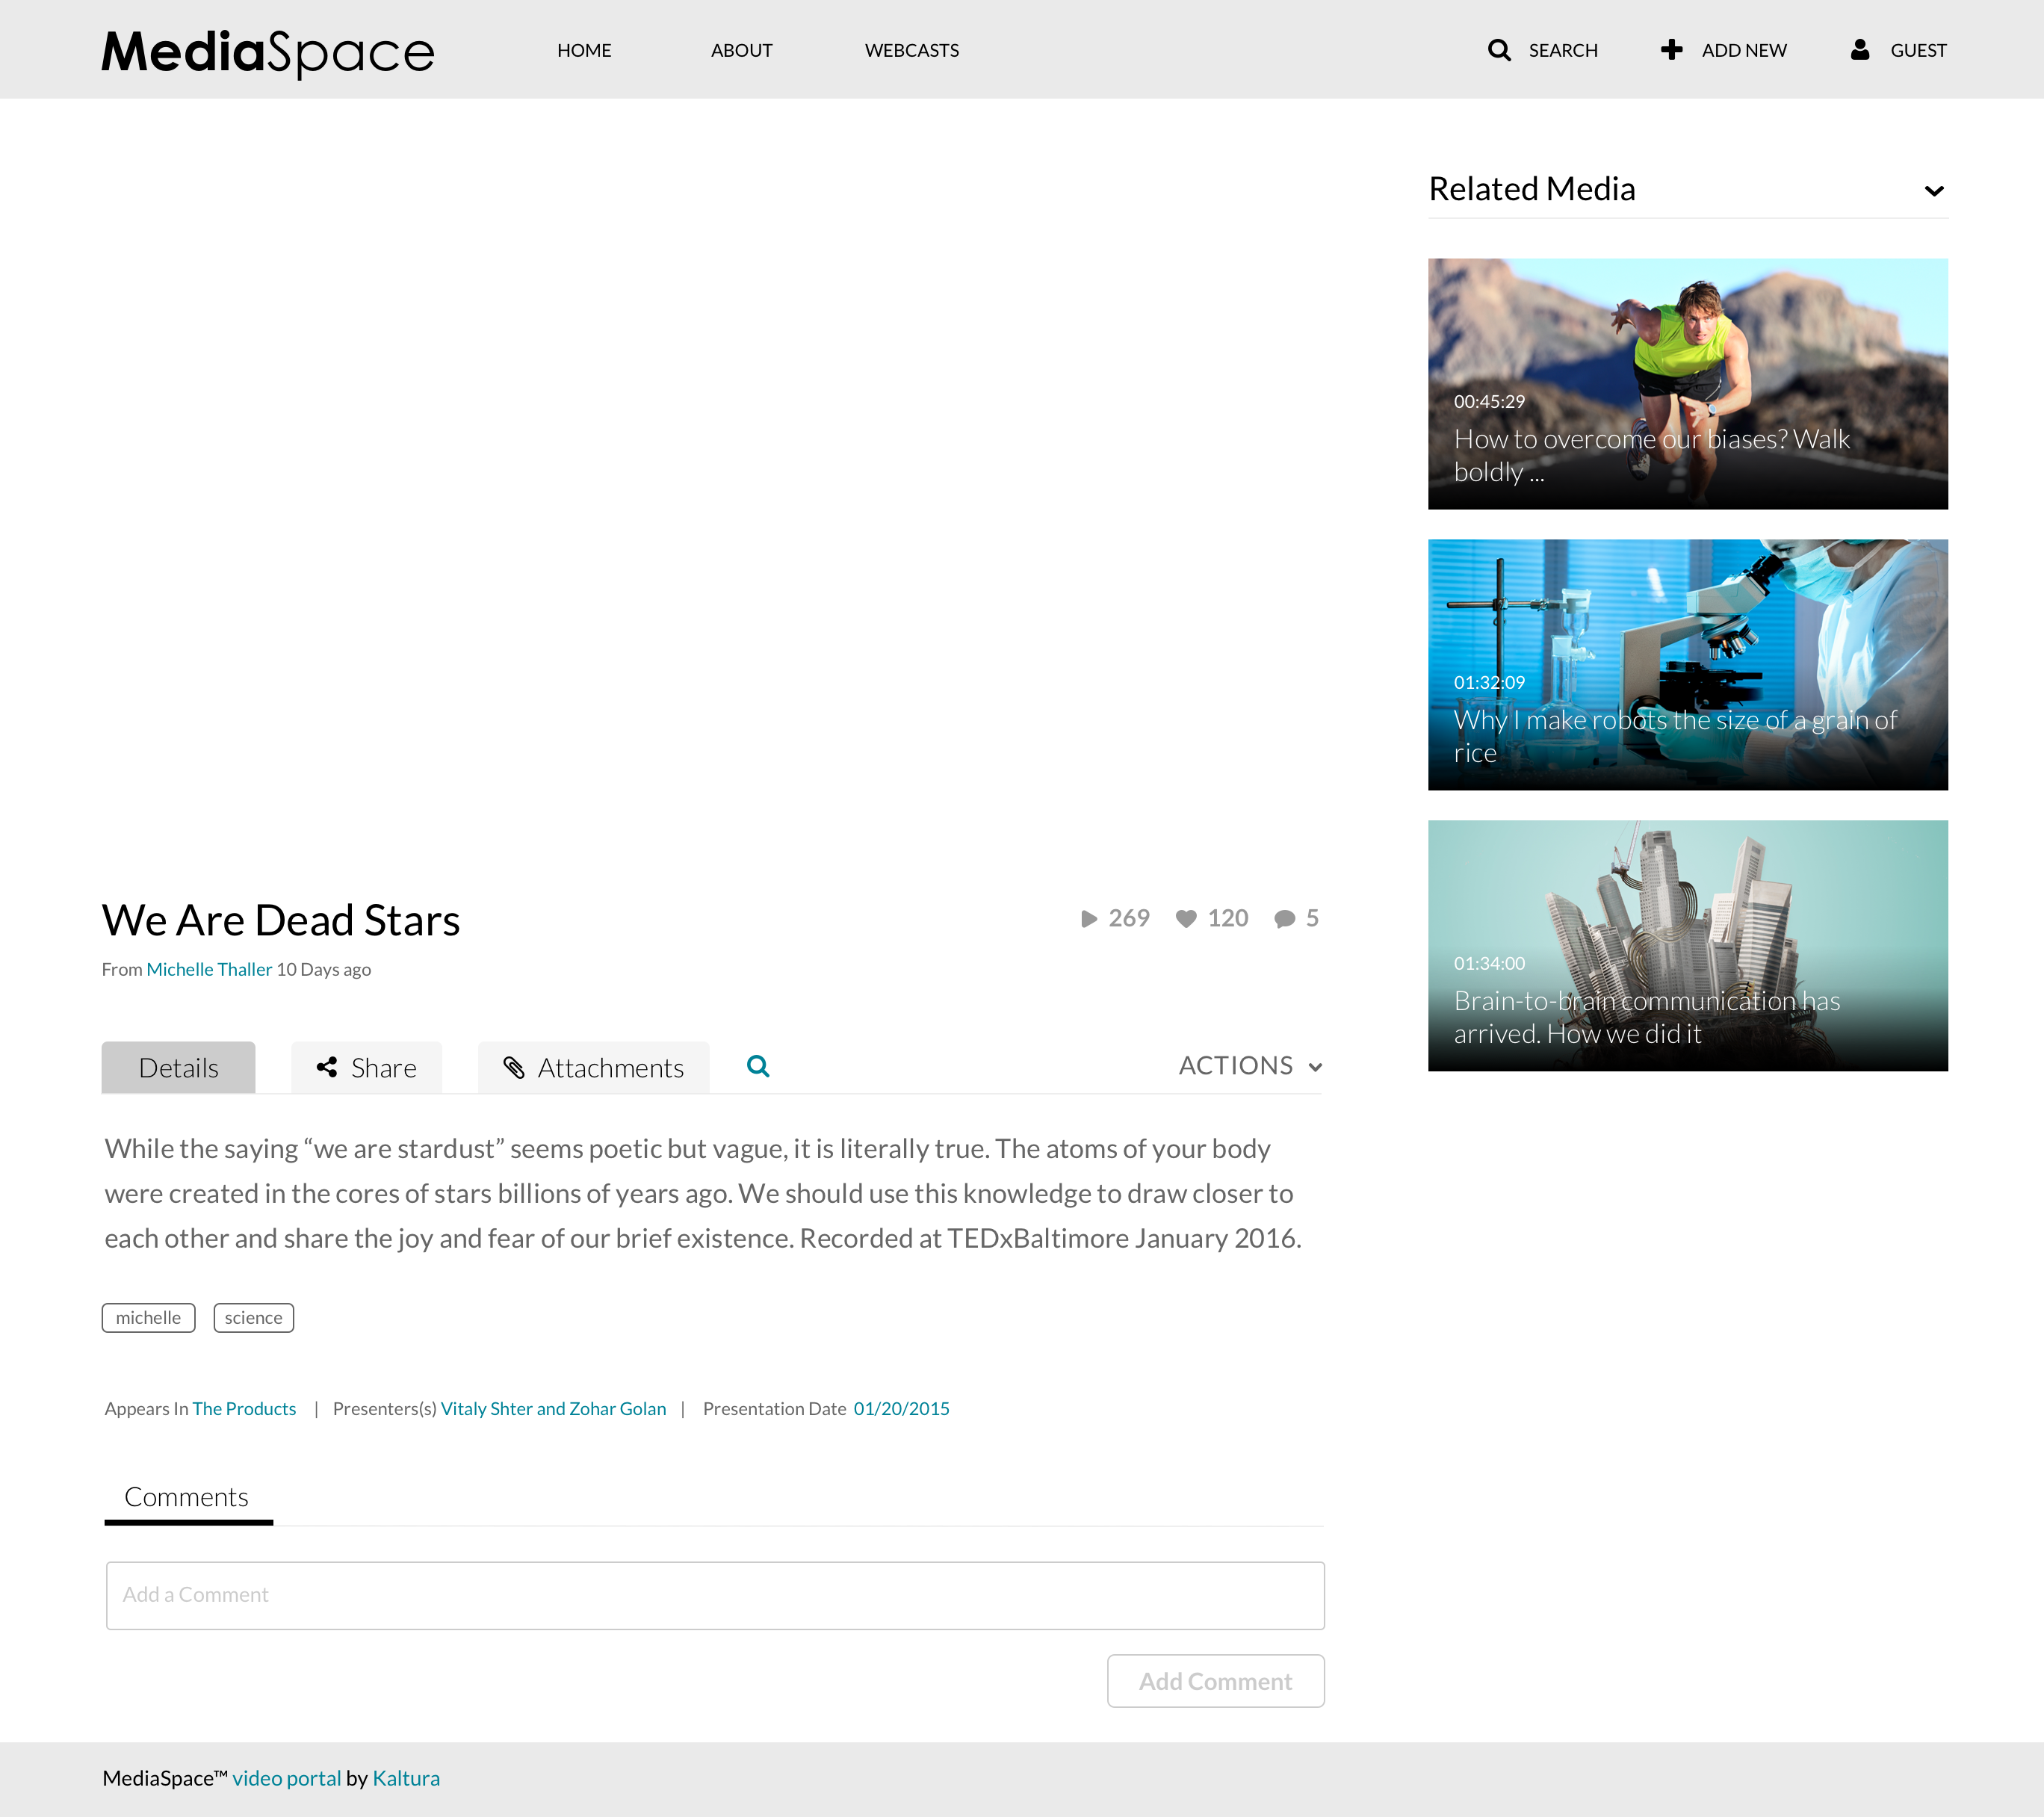 MediaSpace HOME ABOUT WEBCASTS SEARCH ADD NEW GUEST
Related Media
00:45:29
How to overcome our biases? Walk
boldly ...
01:32:09
Why I make robots the size of a grain of
rice
01:34:00
Brain-to-brain communication has
arrived. How we did it
We Are Dead Stars 269 120 5
From Michelle Thaller 10 Days ago
Details Share Attachments ACTIONS
While the saying “we are stardust” seems poetic but vague, it is literally true. The atoms of your body
were created in the cores of stars billions of years ago. We should use this knowledge to draw closer to
each other and share the joy and fear of our brief existence. Recorded at TEDxBaltimore January 2016.
michelle science
Appears In The Products | Presenters(s) Vitaly Shter and Zohar Golan | Presentation Date 01/20/2015
Comments
Add a Comment
Add Comment
MediaSpace™ video portal by Kaltura